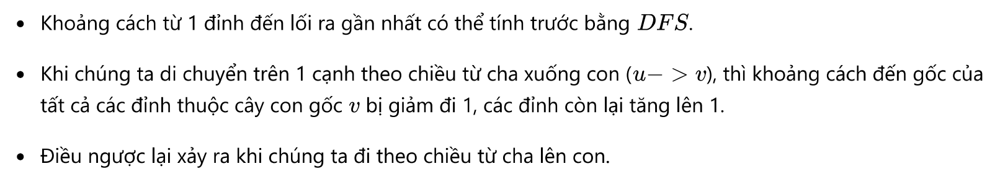 • Khoảng cách từ 1 đỉnh đến lối ra gần nhất có thể tính trước bằng DFS.
• Khi chúng ta di chuyển trên 1 cạnh theo chiều từ cha xuống con (u− > v), thì khoảng cách đến gốc của
tất cả các đỉnh thuộc cây con gốc v bị giảm đi 1, các đỉnh còn lại tăng lên 1.
• Điều ngược lại xảy ra khi chúng ta đi theo chiều từ cha lên con.